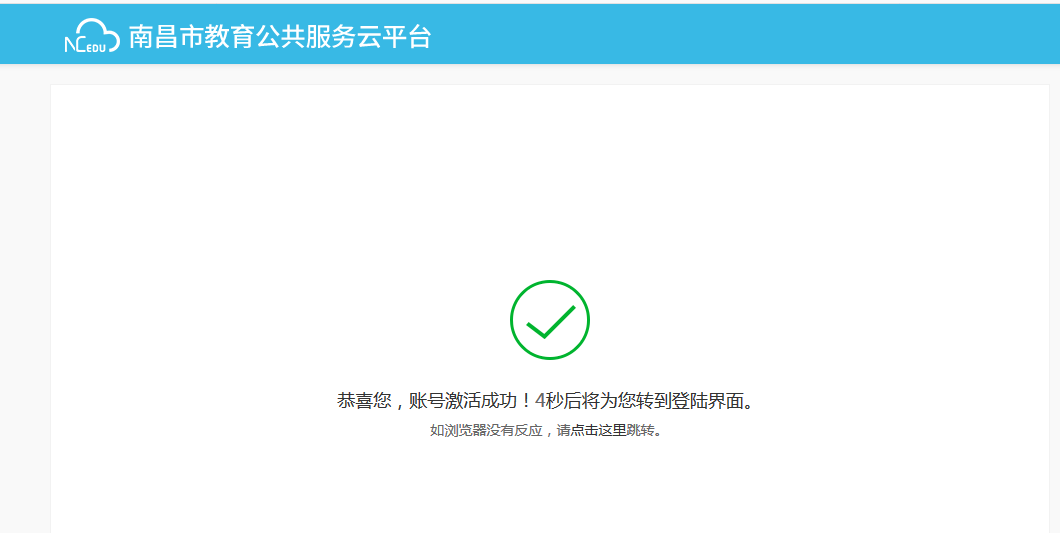 NCEDU 南昌市教育公共服务云平台
恭喜您，账号激活成功！4秒后将为您转到登陆界面。
如浏览器没有反应，请点击这里跳转。